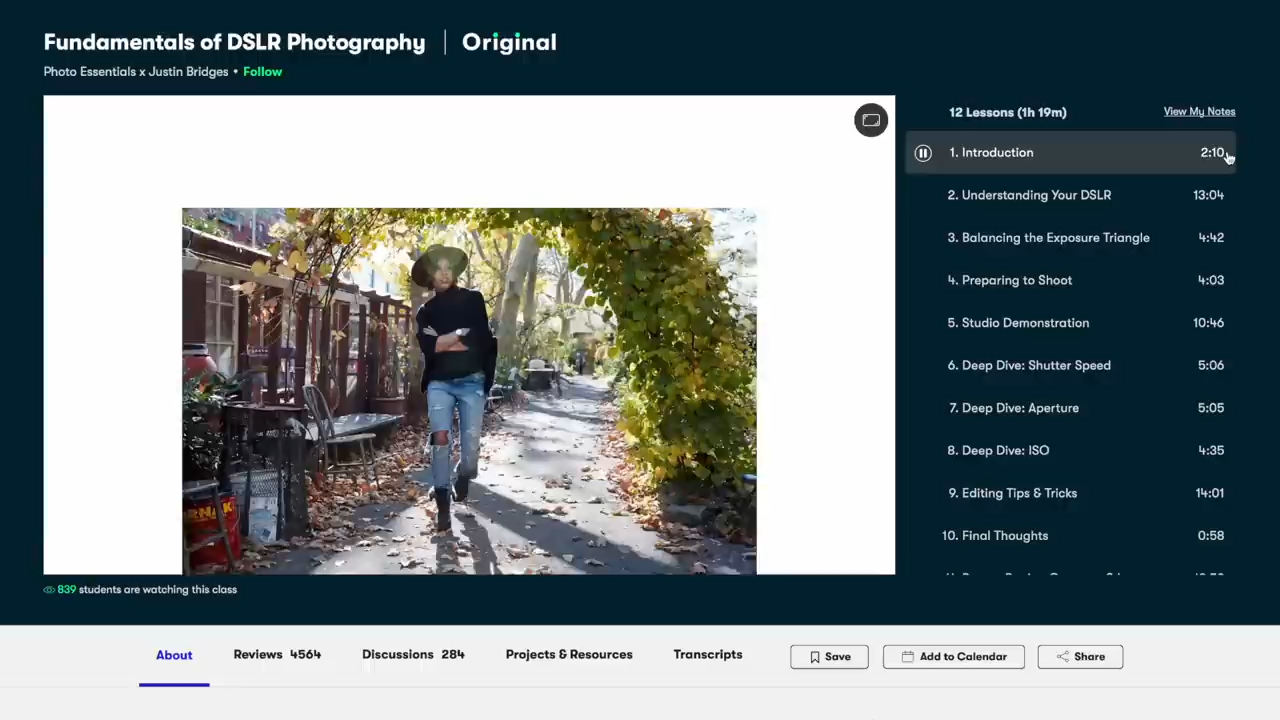 Fundamentals of DSLR Photography | Original
Photo Essentials x Justin Bridges • Follow
12 Lessons (1h 19m) View My Notes
1. Introduction 2:10
2. Understanding Your DSLR 13:04
3. Balancing the Exposure Triangle 4:42
4. Preparing to Shoot 4:03
5. Studio Demonstration 10:46
6. Deep Dive: Shutter Speed 5:06
7. Deep Dive: Aperture 5:05
8. Deep Dive: ISO 4:35
9. Editing Tips & Tricks 14:01
10. Final Thoughts 0:58
839 students are watching this class
About Reviews 4564 Discussions 284 Projects & Resources Transcripts Save Add to Calendar Share